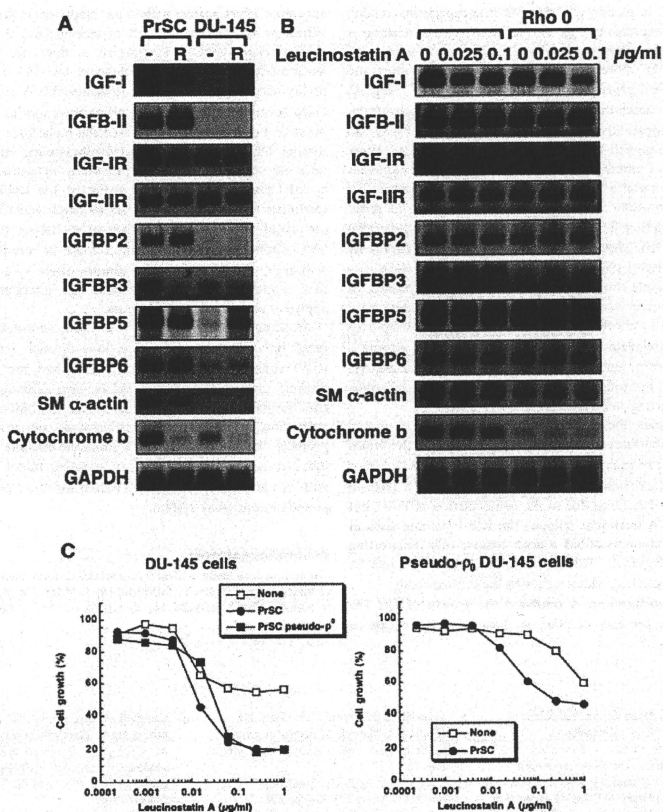 A
PrSC DU-145
- R - R
IGF-I
IGFB-II
IGF-IR
IGF-IIR
IGFBP2
IGFBP3
IGFBP5
IGFBP6
SM α-actin
Cytochrome b
GAPDH
B
Rho 0
Leucinostatin A 0 0.025 0.1 0 0.025 0.1 µg/ml
IGF-I
IGFB-II
IGF-IR
IGF-IIR
IGFBP2
IGFBP3
IGFBP5
IGFBP6
SM α-actin
Cytochrome b
GAPDH
C
DU-145 cells
None
PrSC
PrSC pseudo-ρ⁰
Cell growth (%)
100
80
60
40
20
0
0.0001 0.001 0.01 0.1 1
Leucinostatin A (µg/ml)
Pseudo-ρ₀ DU-145 cells
None
PrSC
Cell growth (%)
100
80
60
40
20
0
0.0001 0.001 0.01 0.1 1
Leucinostatin A (µg/ml)